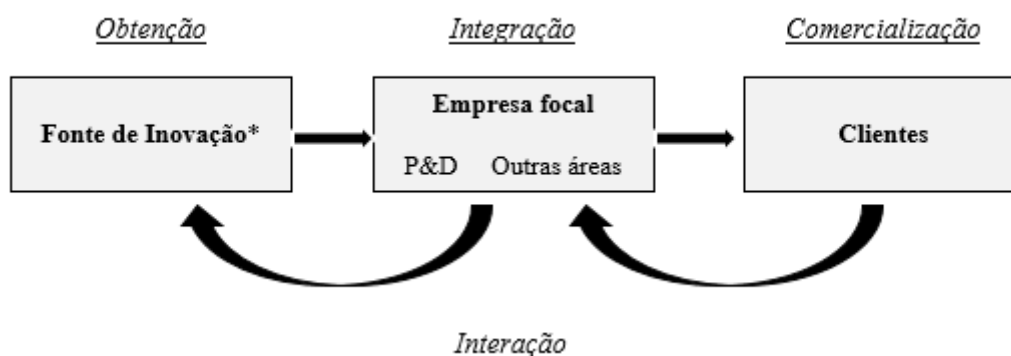 Obtenção
Integração
Comercialização
Fonte de Inovação*
Empresa focal
P&D Outras áreas
Clientes
Interação